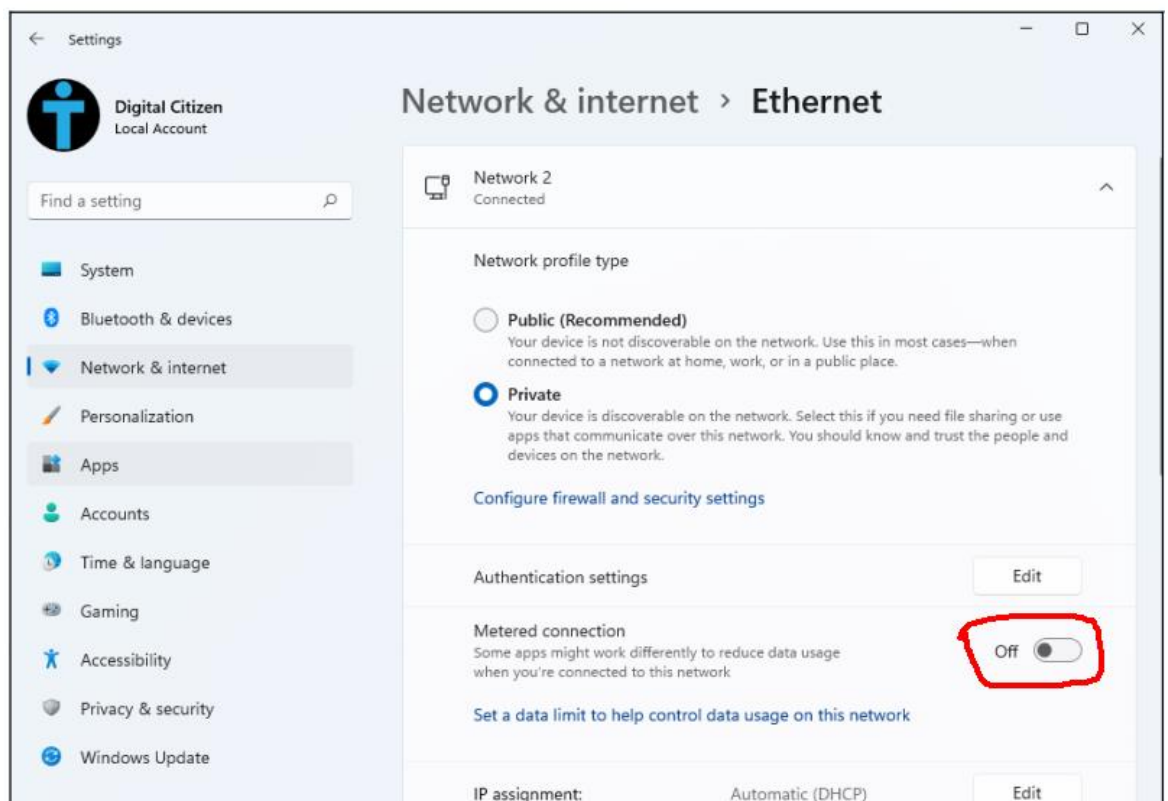 Settings
Digital Citizen
Local Account
Find a setting
System
Bluetooth & devices
Network & internet
Personalization
Apps
Accounts
Time & language
Gaming
Accessibility
Privacy & security
Windows Update
Network & internet > Ethernet
Network 2
Connected
Network profile type
Public (Recommended)
Your device is not discoverable on the network. Use this in most cases—when
connected to a network at home, work, or in a public place.
Private
Your device is discoverable on the network. Select this if you need file sharing or use
apps that communicate over this network. You should know and trust the people and
devices on the network.
Configure firewall and security settings
Authentication settings Edit
Metered connection
Some apps might work differently to reduce data usage
when you're connected to this network
Off
Set a data limit to help control data usage on this network
IP assignment: Automatic (DHCP) Edit